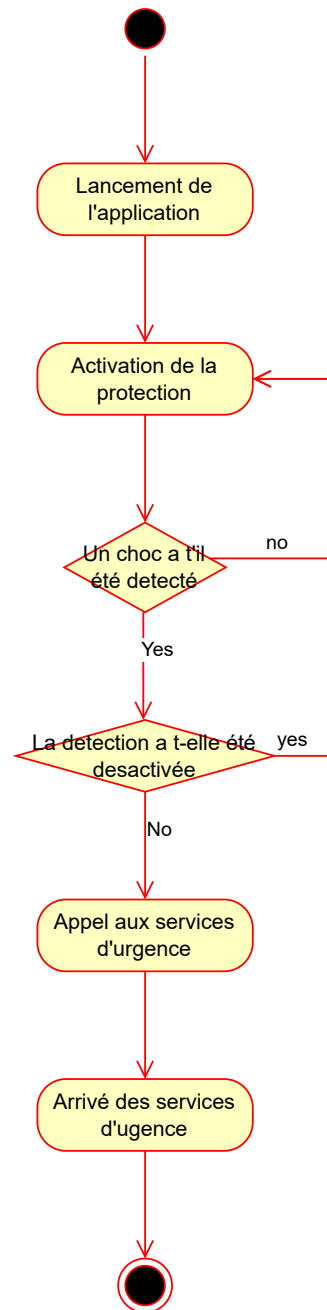 Lancement de
l'application
Activation de la
protection
Un choc a t'il
été detecté
no
Yes
La detection a t-elle été
desactivée
yes
No
Appel aux services
d'urgence
Arrivé des services
d'ugence